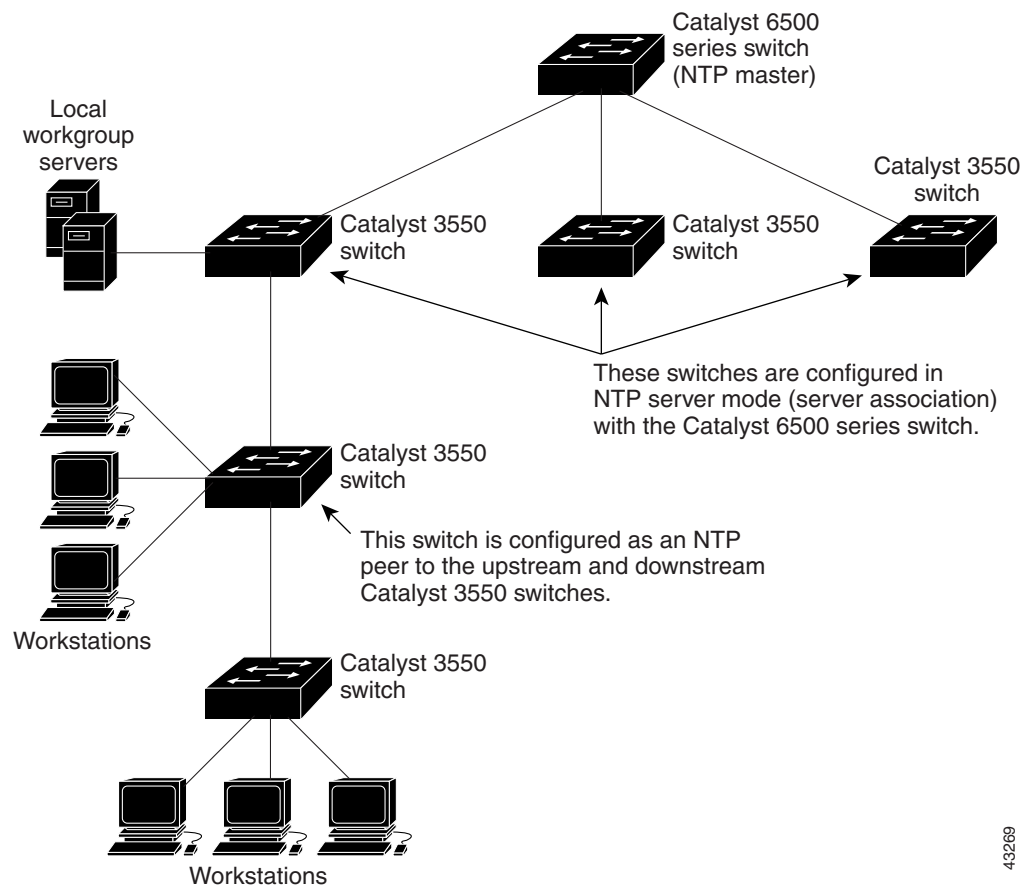 Catalyst 6500
series switch
(NTP master)
Local
workgroup
servers
Catalyst 3550
switch
Catalyst 3550
switch
Catalyst 3550
switch
These switches are configured in
NTP server mode (server association)
with the Catalyst 6500 series switch.
Catalyst 3550
switch
This switch is configured as an NTP
peer to the upstream and downstream
Catalyst 3550 switches.
Workstations
Catalyst 3550
switch
Workstations
43269